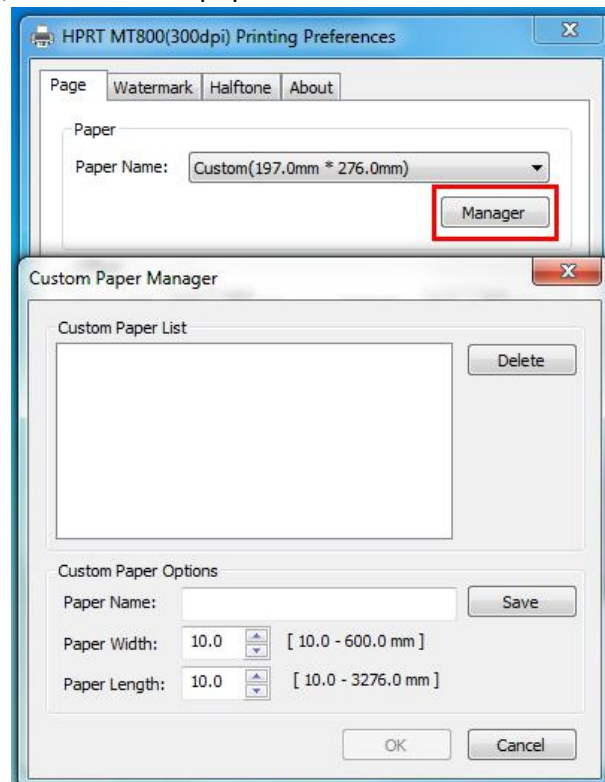 HPRT MT800(300dpi) Printing Preferences
Page Watermark Halftone About
Paper
Paper Name: Custom(197.0mm * 276.0mm)
Manager
Custom Paper Manager
Custom Paper List
Delete
Custom Paper Options
Paper Name: Save
Paper Width: 10.0 [ 10.0 - 600.0 mm ]
Paper Length: 10.0 [ 10.0 - 3276.0 mm ]
OK Cancel